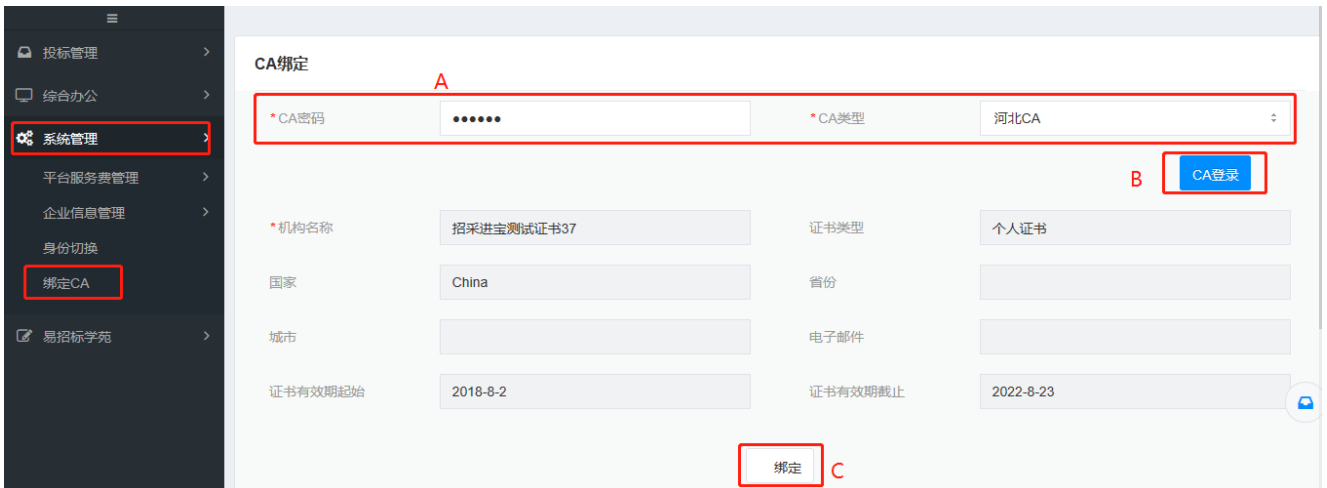 投标管理
综合办公
系统管理
平台服务费管理
企业信息管理
身份切换
绑定CA
易招标学苑
CA绑定
A
*CA密码 ●●●●●● *CA类型 河北CA
B CA登录
*机构名称 招采进宝测试证书37 证书类型 个人证书
国家 China 省份
城市 电子邮件
证书有效期起始 2018-8-2 证书有效期截止 2022-8-23
绑定 C